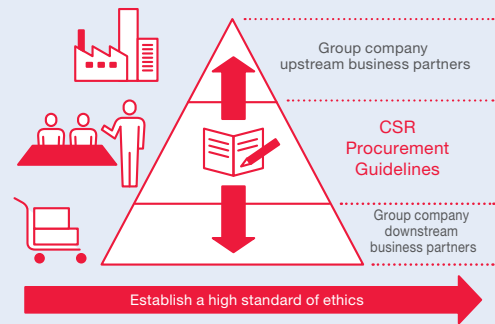 Group company
upstream business partners
CSR
Procurement
Guidelines
Group company
downstream
business partners
Establish a high standard of ethics